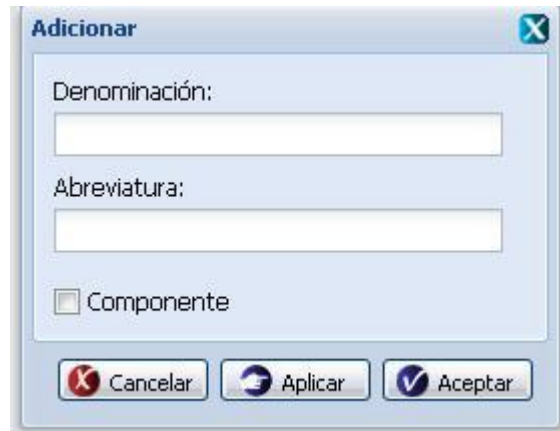 Adicionar
Denominación:
Abreviatura:
Componente
Cancelar Aplicar Aceptar